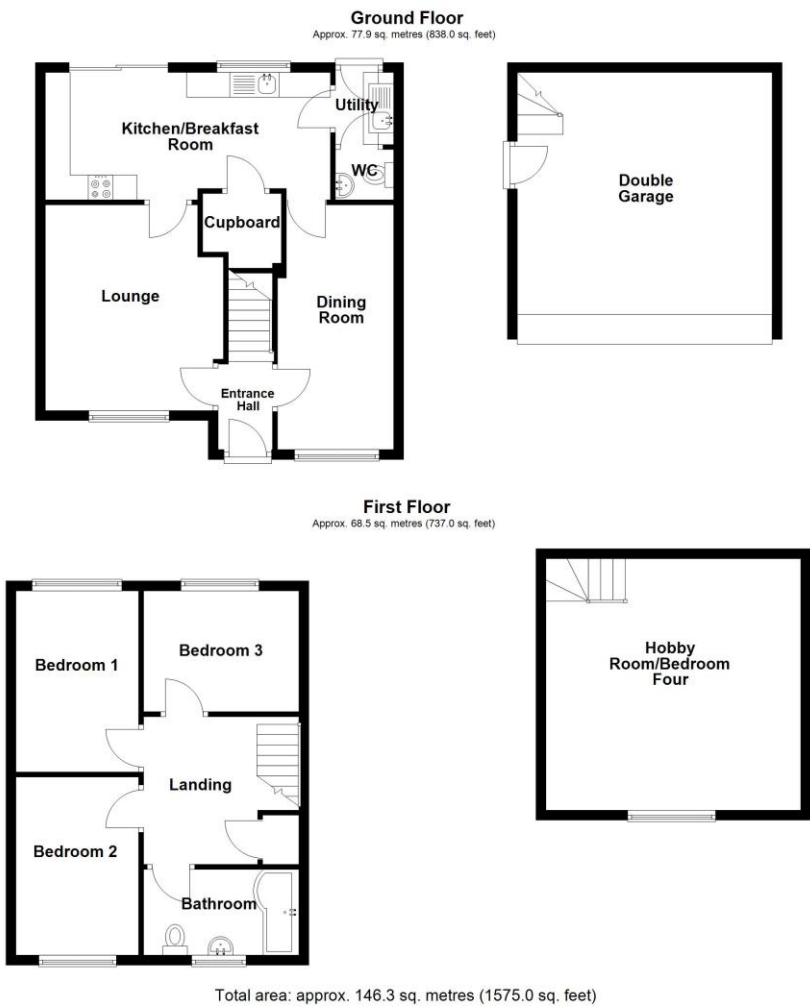 Ground Floor
Approx. 77.9 sq. metres (838.0 sq. feet)
Utility
Kitchen/Breakfast
Room
WC
Double
Garage
Cupboard
Lounge
Dining
Room
Entrance
Hall
First Floor
Approx. 68.5 sq. metres (737.0 sq. feet)
Bedroom 1
Bedroom 3
Hobby
Room/Bedroom
Four
Landing
Bedroom 2
Bathroom
Total area: approx. 146.3 sq. metres (1575.0 sq. feet)